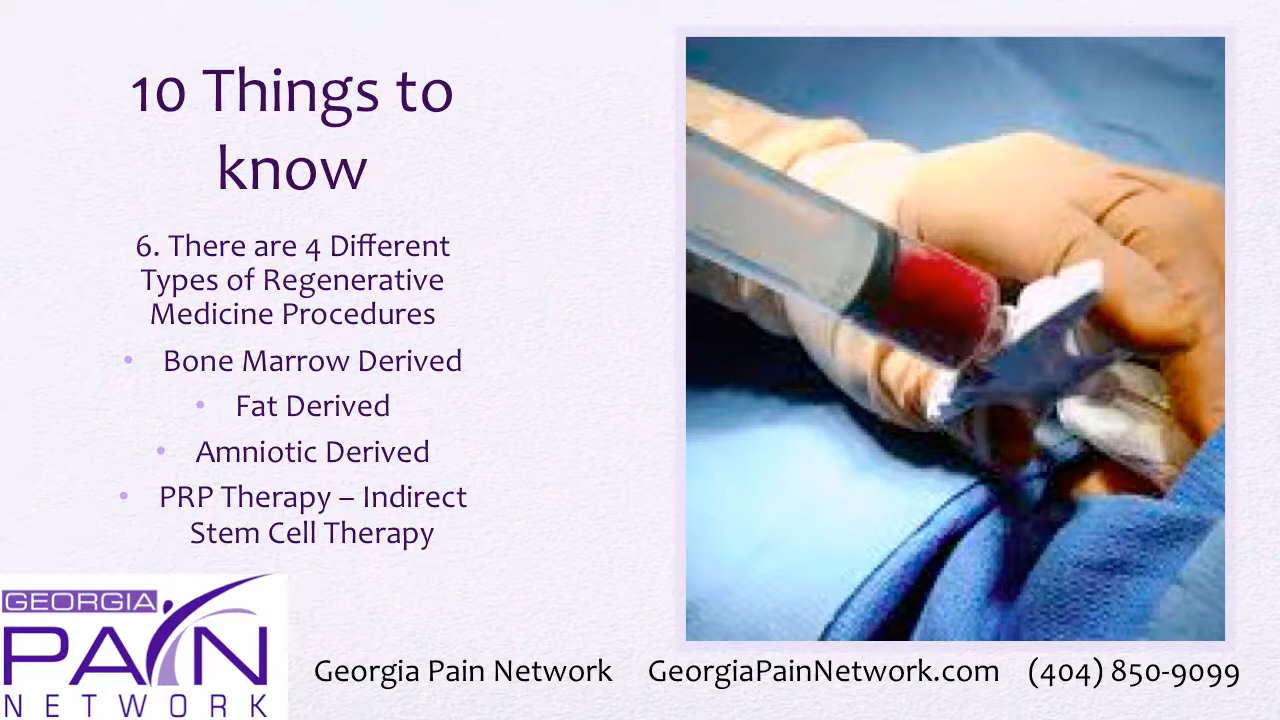 10 Things to
know
6. There are 4 Different
Types of Regenerative
Medicine Procedures
• Bone Marrow Derived
• Fat Derived
• Amniotic Derived
• PRP Therapy – Indirect
Stem Cell Therapy
GEORGIA
PAIN
NETWORK
Georgia Pain Network GeorgiaPainNetwork.com (404) 850-9099